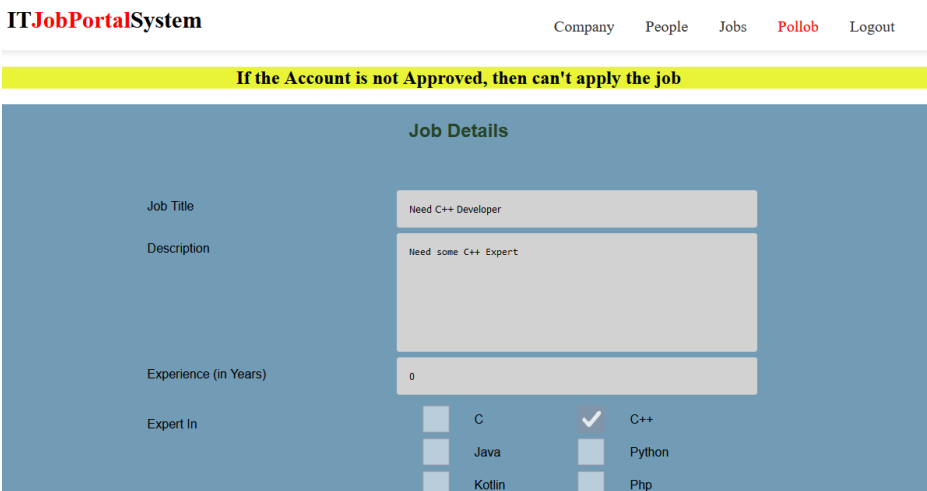 ITJobPortalSystem
Company People Jobs Pollob Logout
If the Account is not Approved, then can't apply the job
Job Details
Job Title Need C++ Developer
Description Need some C++ Expert
Experience (in Years) 0
Expert In C C++
Java Python
Kotlin Php